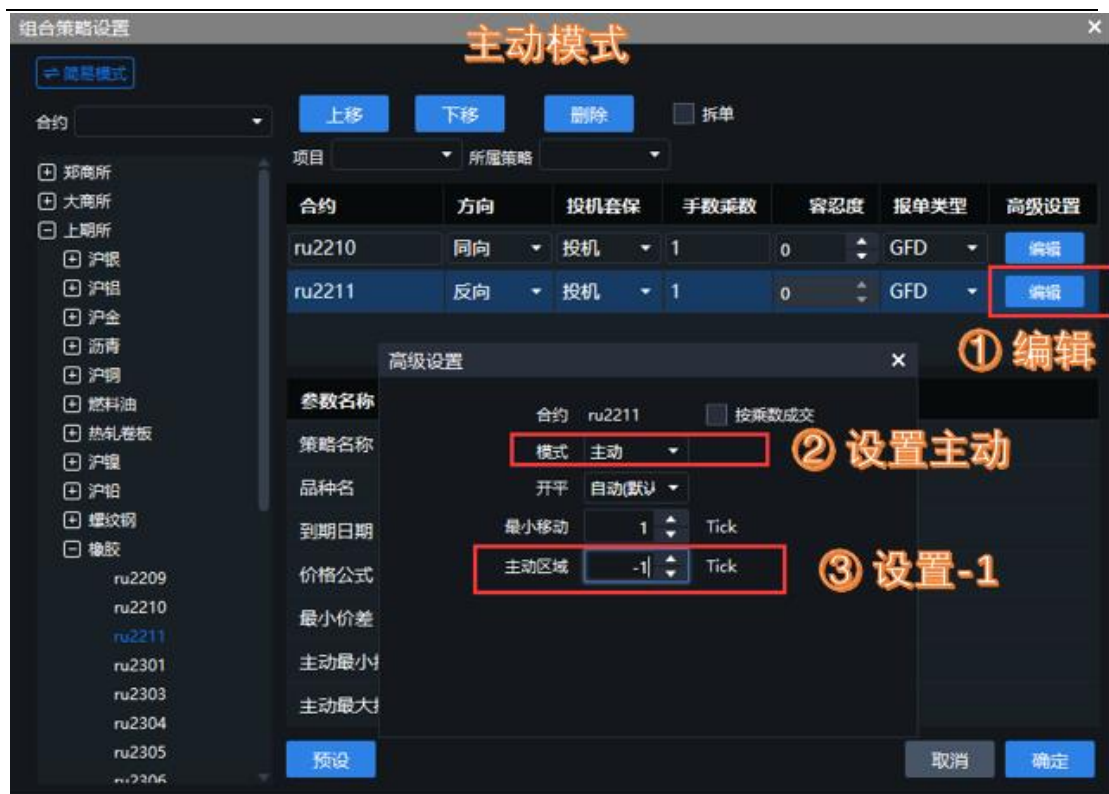 组合策略设置
主动模式
简易模式
合约
上移 下移 删除 拆单
项目 所属策略
郑商所
大商所
上期所
沪银
沪铝
沪金
沥青
沪铜
燃料油
热轧卷板
沪镍
沪铅
螺纹钢
橡胶
ru2209
ru2210
ru2211
ru2301
ru2303
ru2304
ru2305
ru2306
合约 方向 投机套保 手数乘数 容忍度 报单类型 高级设置
ru2210 同向 投机 1 0 GFD 编辑
ru2211 反向 投机 1 0 GFD 编辑
① 编辑
参数名称
策略名称
品种名
到期日期
价格公式
最小价差
主动最小
主动最大
高级设置
合约 ru2211 按乘数成交
模式 主动
② 设置主动
开平 自动(默认
最小移动 1 Tick
主动区域 -1 Tick
③ 设置-1
预设 取消 确定